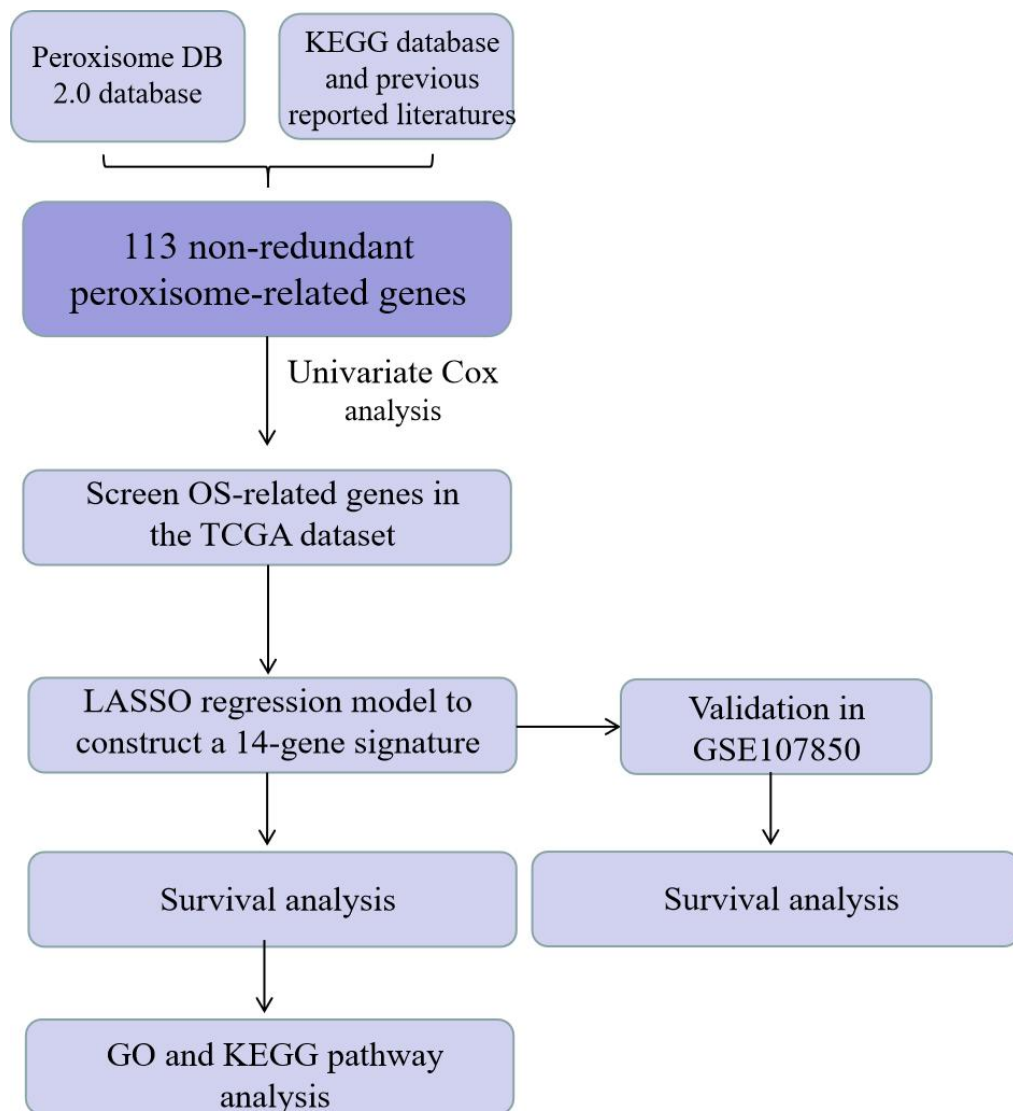 Peroxisome DB
2.0 database
KEGG database
and previous
reported literatures
113 non-redundant
peroxisome-related genes
Univariate Cox
analysis
Screen OS-related genes in
the TCGA dataset
LASSO regression model to
construct a 14-gene signature
Validation in
GSE107850
Survival analysis
Survival analysis
GO and KEGG pathway
analysis